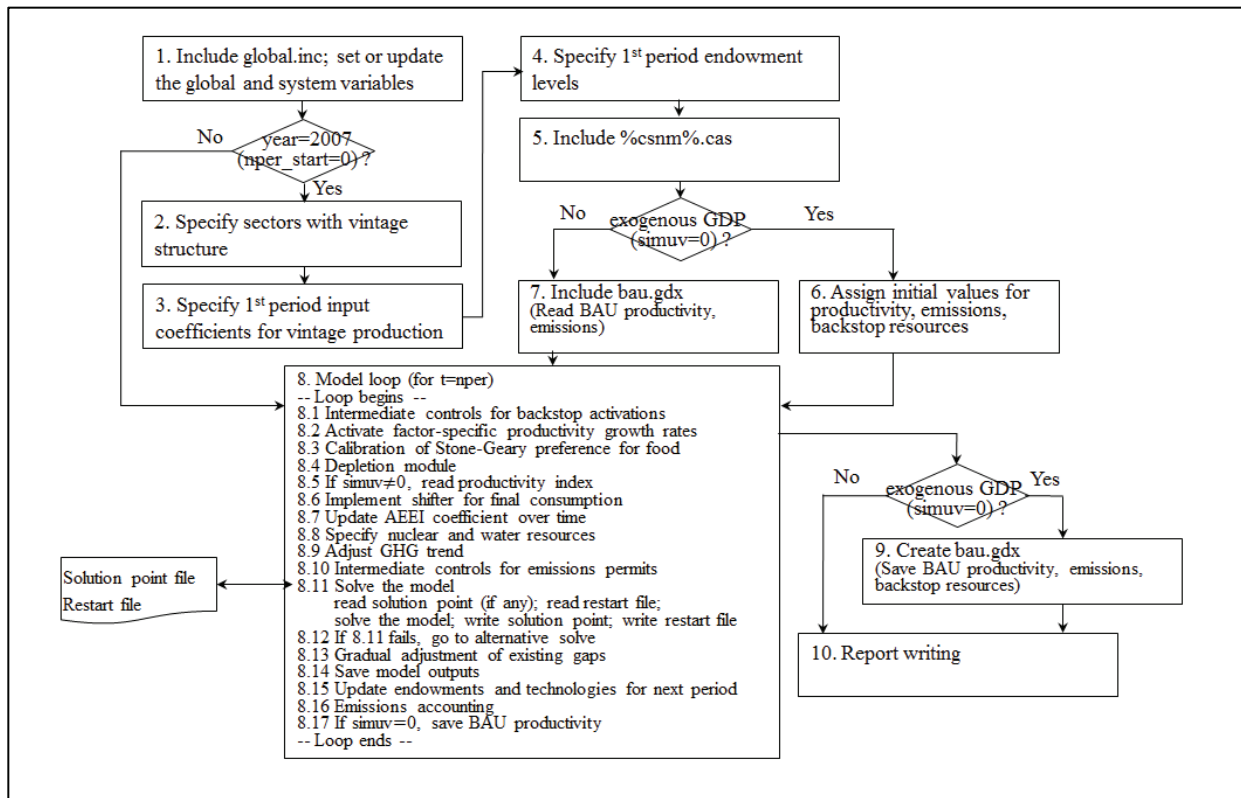 1. Include global.inc; set or update
the global and system variables
No
year=2007
(nper_start=0) ?
Yes
2. Specify sectors with vintage
structure
3. Specify 1st period input
coefficients for vintage production
4. Specify 1st period endowment
levels
5. Include %csnm%.cas
No
exogenous GDP
(simuv=0) ?
Yes
7. Include bau.gdx
(Read BAU productivity,
emissions)
6. Assign initial values for
productivity, emissions,
backstop resources
8. Model loop (for t=nper)
-- Loop begins --
8.1 Intermediate controls for backstop activations
8.2 Activate factor-specific productivity growth rates
8.3 Calibration of Stone-Geary preference for food
8.4 Depletion module
8.5 If simuv≠0, read productivity index
8.6 Implement shifter for final consumption
8.7 Update AEEI coefficient over time
8.8 Specify nuclear and water resources
8.9 Adjust GHG trend
8.10 Intermediate controls for emissions permits
8.11 Solve the model
read solution point (if any); read restart file;
solve the model; write solution point; write restart file
8.12 If 8.11 fails, go to alternative solve
8.13 Gradual adjustment of existing gaps
8.14 Save model outputs
8.15 Update endowments and technologies for next period
8.16 Emissions accounting
8.17 If simuv=0, save BAU productivity
-- Loop ends --
Solution point file
Restart file
No
exogenous GDP
(simuv=0) ?
Yes
9. Create bau.gdx
(Save BAU productivity, emissions,
backstop resources)
10. Report writing